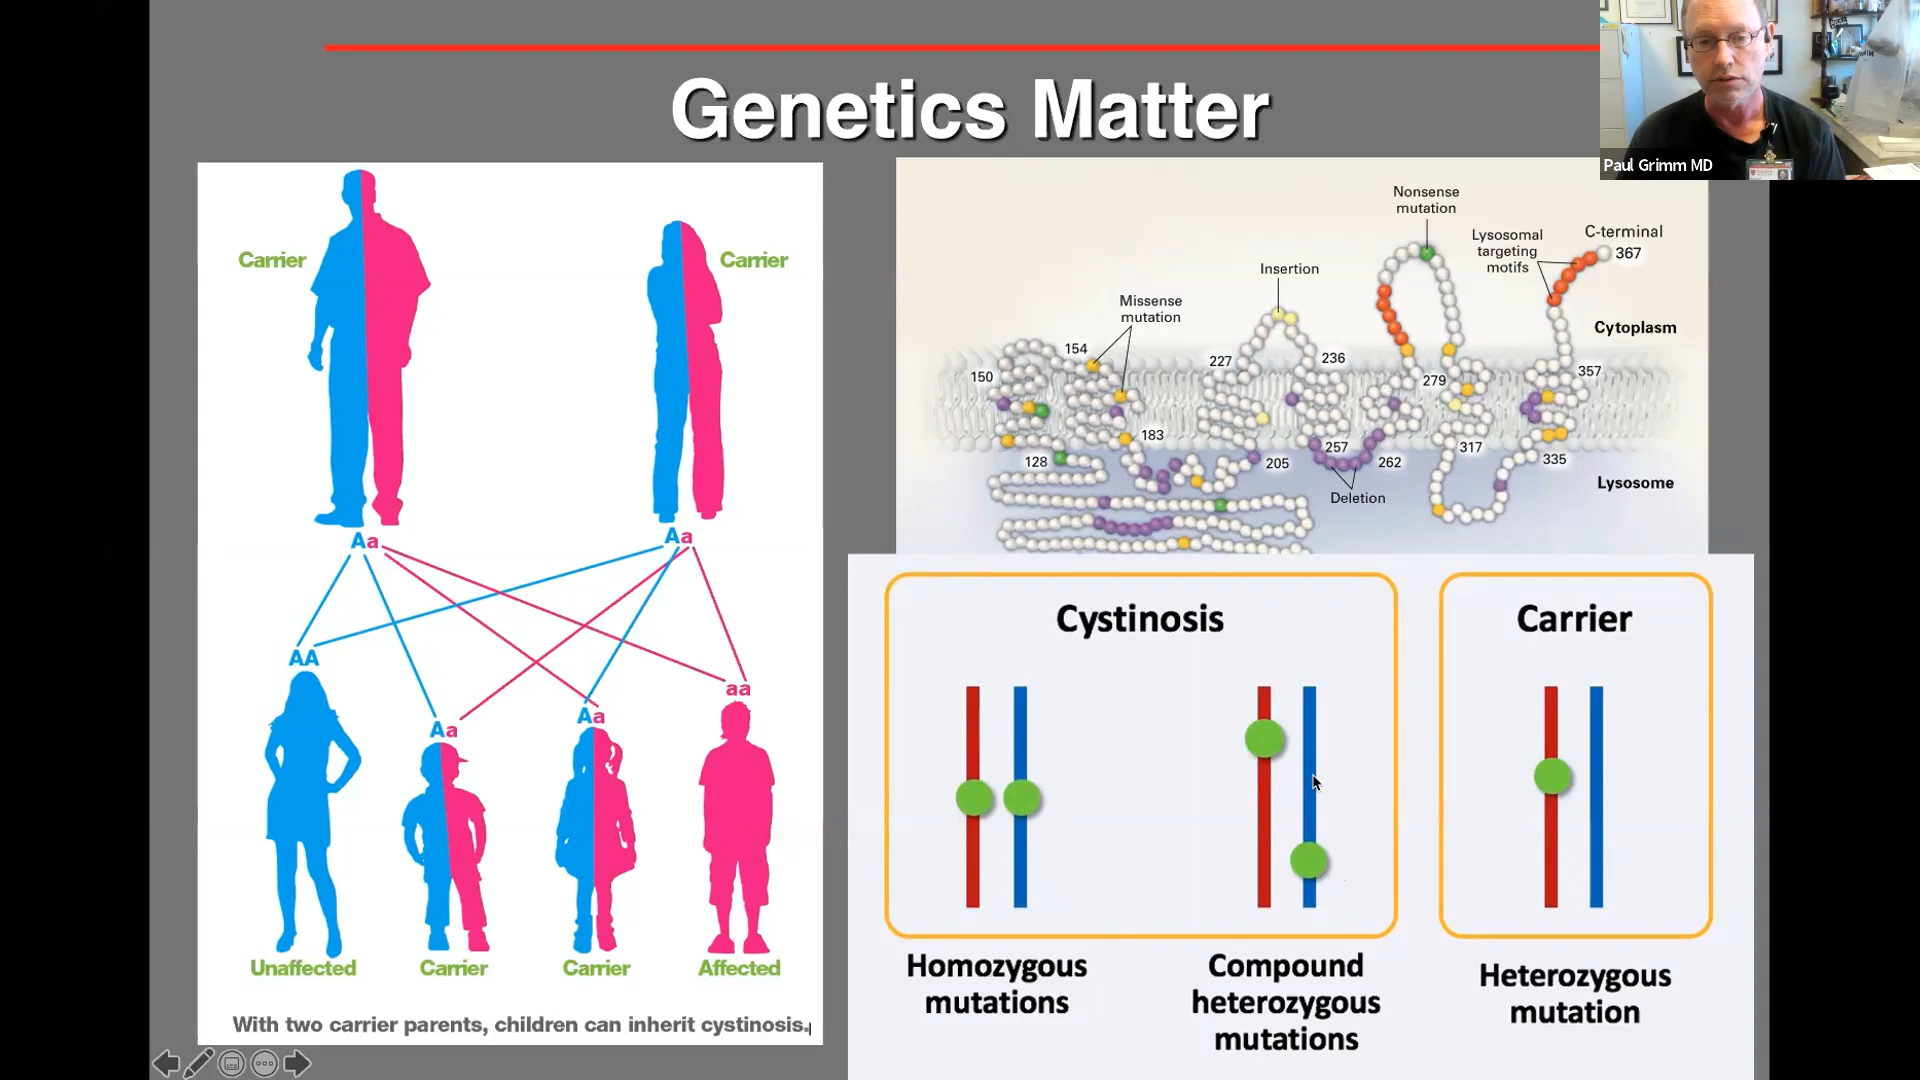 Genetics Matter
Paul Grimm MD
Carrier
Carrier
Aa
Aa
AA
aa
Aa
Aa
Unaffected
Carrier
Carrier
Affected
With two carrier parents, children can inherit cystinosis.
Nonsense
mutation
Lysosomal
targeting
motifs
C-terminal
367
Insertion
Missense
mutation
Cytoplasm
154
150
227
236
279
357
183
128
205
257
262
317
335
Deletion
Lysosome
Cystinosis
Carrier
Homozygous
mutations
Compound
heterozygous
mutations
Heterozygous
mutation